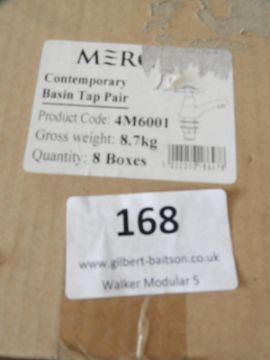 Contemporary
Basin Tap Pair
Product Code: 4M6001
Gross weight: 8.7kg
Quantity: 8 Boxes
168
www.gilbert-baitson.co.uk
Walker Modular 5